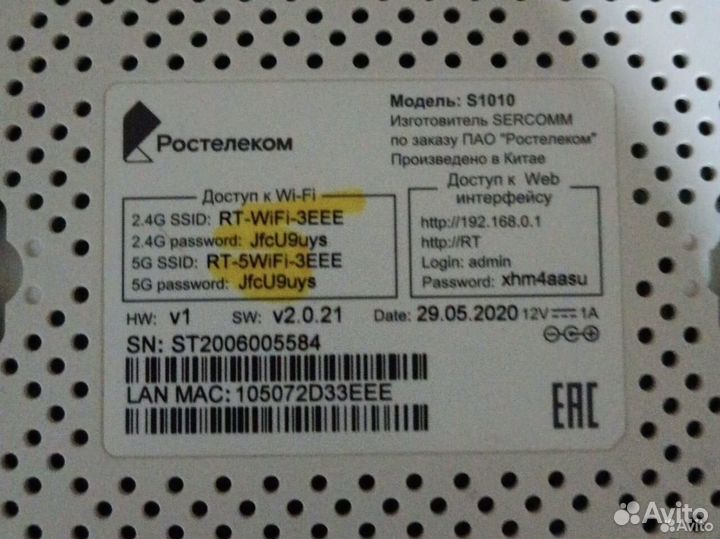 Ростелеком
Модель: S1010
Изготовитель SERCOMM
по заказу ПАО "Ростелеком"
Произведено в Китае
Доступ к Wi-Fi
2.4G SSID: RT-WiFi-3EEE
2.4G password: JfcU9uys
5G SSID: RT-5WiFi-3EEE
5G password: JfcU9uys
Доступ к Web
интерфейсу
http://192.168.0.1
http://RT
Login: admin
Password: xhm4aasu
HW: v1 SW: v2.0.21 Date: 29.05.2020 12V 1A
SN: ST2006005584
LAN MAC: 105072D33EEE
EAC
Avito
Avito